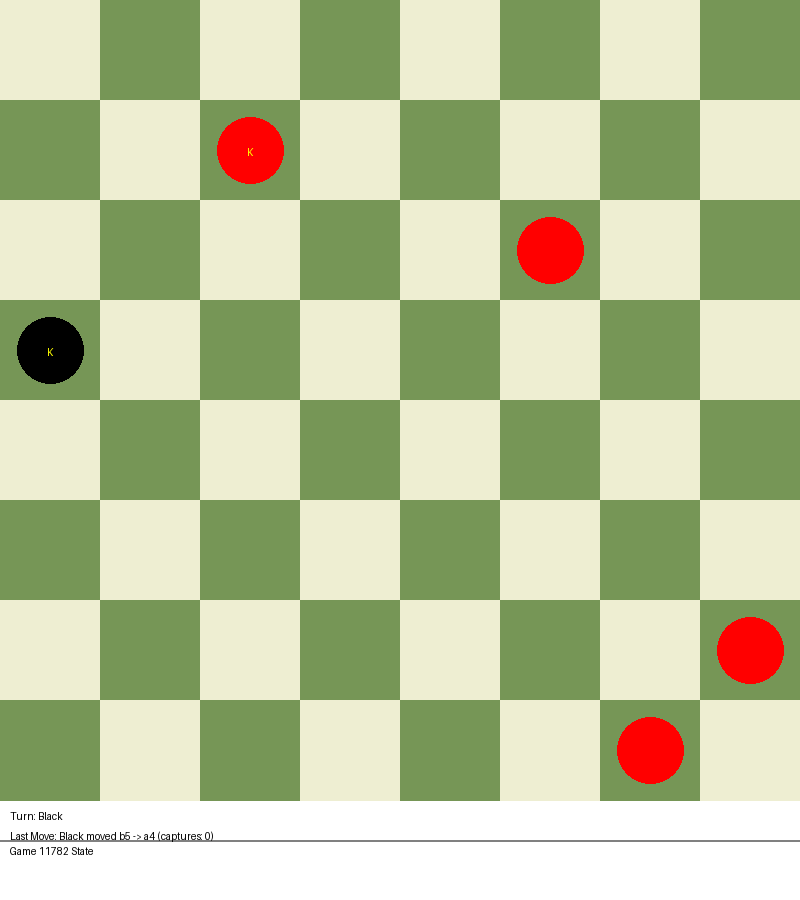 K
K
Turn: Black
Last Move: Black moved b5 -> a4 (captures: 0)
Game 11782 State